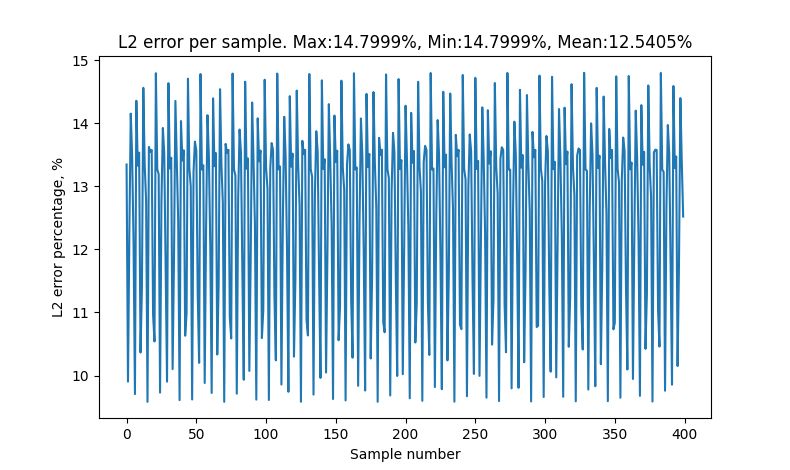 L2 error per sample. Max:14.7999%, Min:14.7999%, Mean:12.5405%
15
14
13
12
11
10
L2 error percentage, %
0 50 100 150 200 250 300 350 400
Sample number